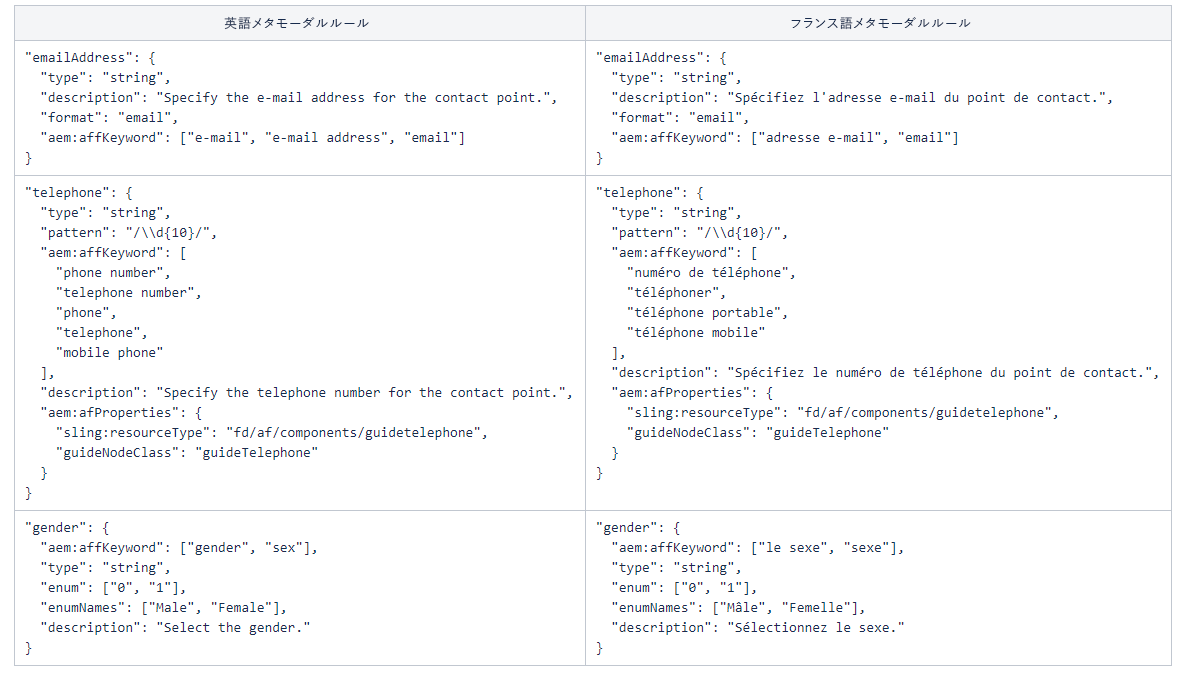 英語メタモーダルルール
フランス語メタモーダルルール
"emailAddress": {
"type": "string",
"description": "Specify the e-mail address for the contact point.",
"format": "email",
"aem:affKeyword": ["e-mail", "e-mail address", "email"]
}
"emailAddress": {
"type": "string",
"description": "Spécifiez l'adresse e-mail du point de contact.",
"format": "email",
"aem:affKeyword": ["adresse e-mail", "email"]
}
"telephone": {
"type": "string",
"pattern": "/\\d{10}/",
"aem:affKeyword": [
"phone number",
"telephone number",
"phone",
"telephone",
"mobile phone"
],
"description": "Specify the telephone number for the contact point.",
"aem:afProperties": {
"sling:resourceType": "fd/af/components/guidetelephone",
"guideNodeClass": "guideTelephone"
}
}
"telephone": {
"type": "string",
"pattern": "/\\d{10}/",
"aem:affKeyword": [
"numéro de téléphone",
"téléphoner",
"téléphone portable",
"téléphone mobile"
],
"description": "Spécifiez le numéro de téléphone du point de contact.",
"aem:afProperties": {
"sling:resourceType": "fd/af/components/guidetelephone",
"guideNodeClass": "guideTelephone"
}
}
"gender": {
"aem:affKeyword": ["gender", "sex"],
"type": "string",
"enum": ["0", "1"],
"enumNames": ["Male", "Female"],
"description": "Select the gender."
}
"gender": {
"aem:affKeyword": ["le sexe", "sexe"],
"type": "string",
"enum": ["0", "1"],
"enumNames": ["Mâle", "Femelle"],
"description": "Sélectionnez le sexe."
}